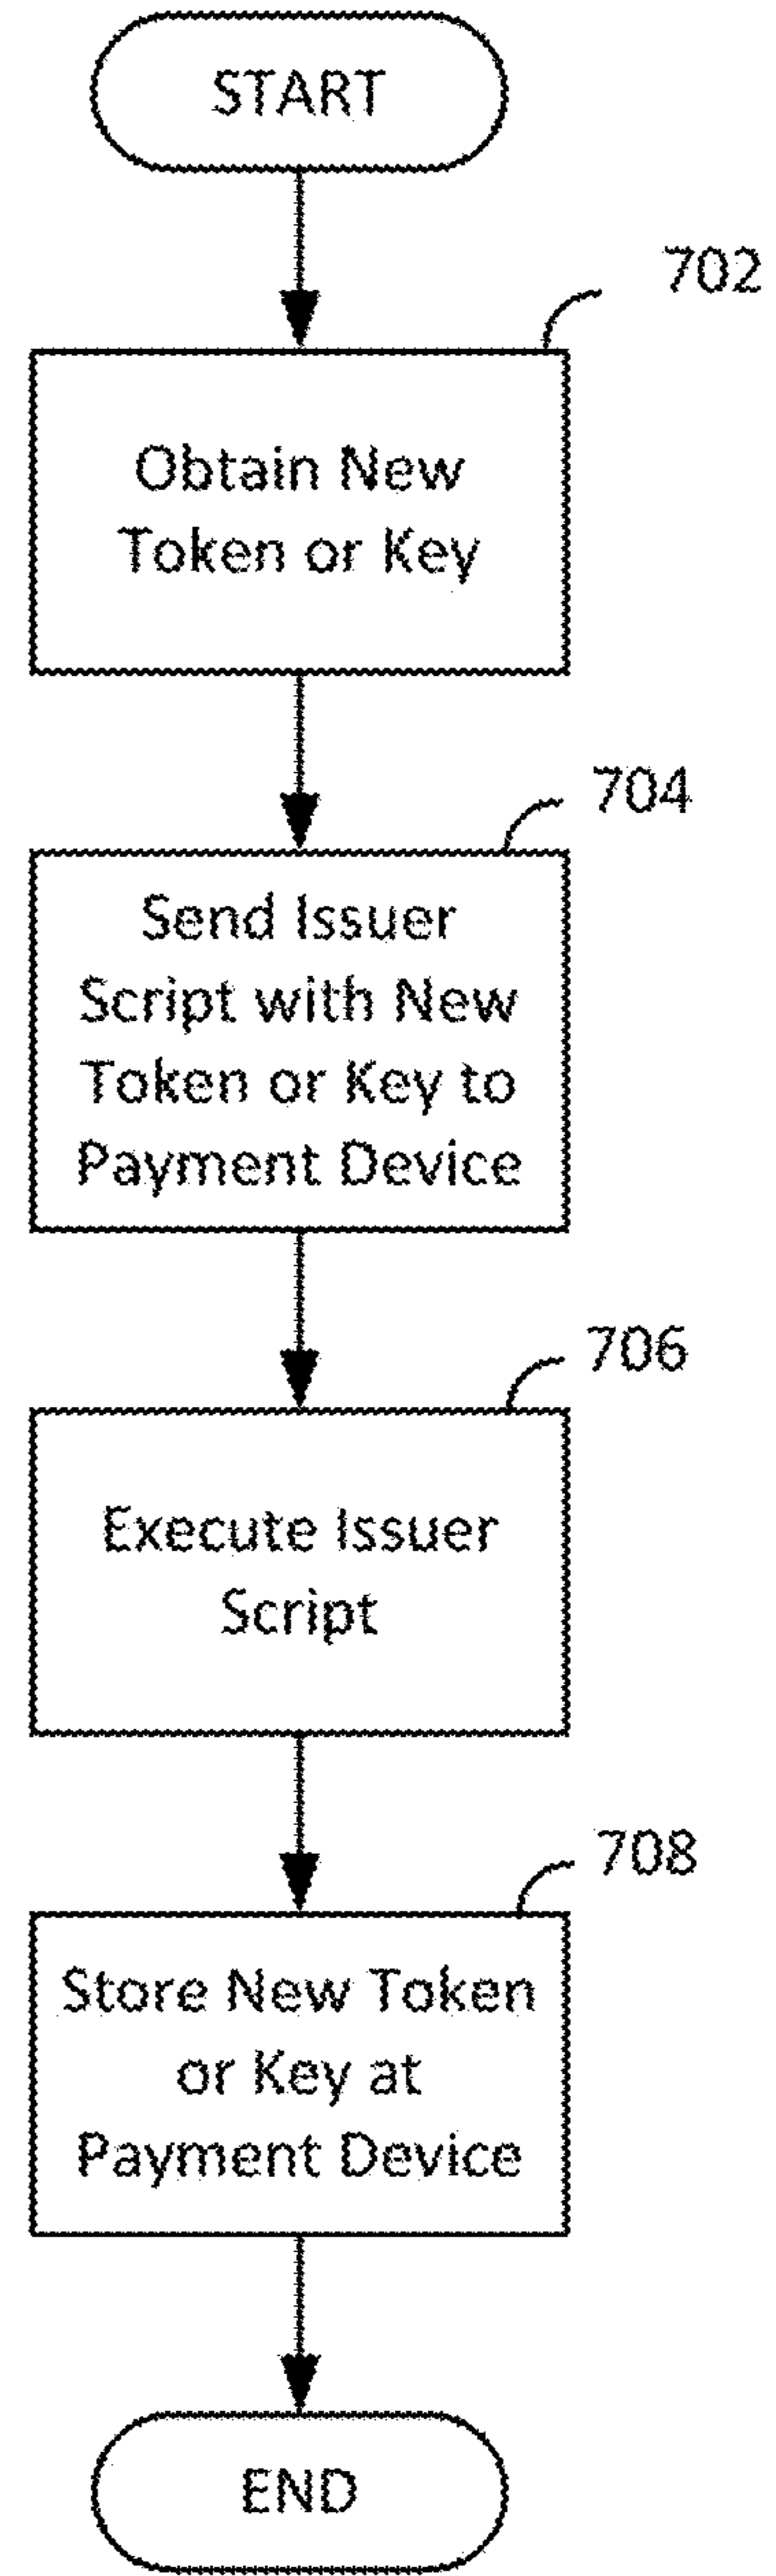 START
702
Obtain New
Token or Key
704
Send Issuer
Script with New
Token or Key to
Payment Device
706
Execute Issuer
Script
708
Store New Token
or Key at
Payment Device
END